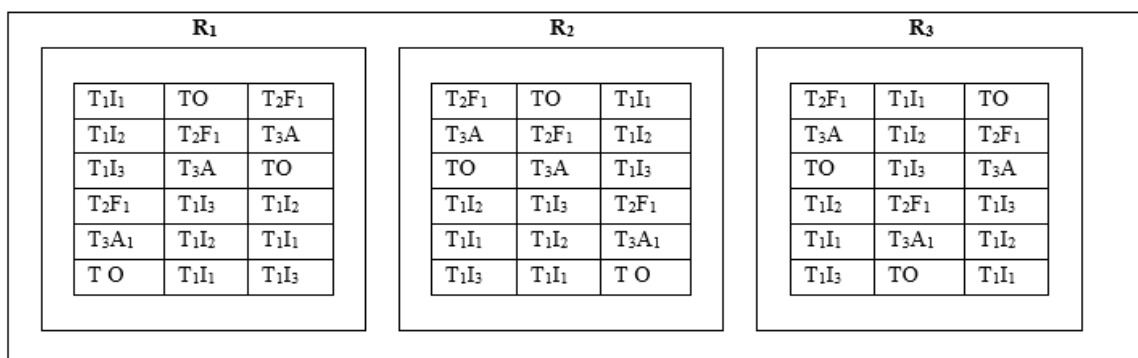 R₁ R₂ R₃
T₁I₁ TO T₂F₁ T₂F₁ TO T₁I₁ T₂F₁ T₁I₁ TO
T₁I₂ T₂F₁ T₃A T₃A T₂F₁ T₁I₂ T₃A T₁I₂ T₂F₁
T₁I₃ T₃A TO TO T₃A T₁I₃ TO T₁I₃ T₃A
T₂F₁ T₁I₃ T₁I₂ T₁I₂ T₁I₃ T₂F₁ T₁I₂ T₂F₁ T₁I₃
T₃A₁ T₁I₂ T₁I₁ T₁I₁ T₁I₂ T₃A₁ T₁I₁ T₃A₁ T₁I₂
T O T₁I₁ T₁I₃ T₁I₃ T₁I₁ T O T₁I₃ TO T₁I₁